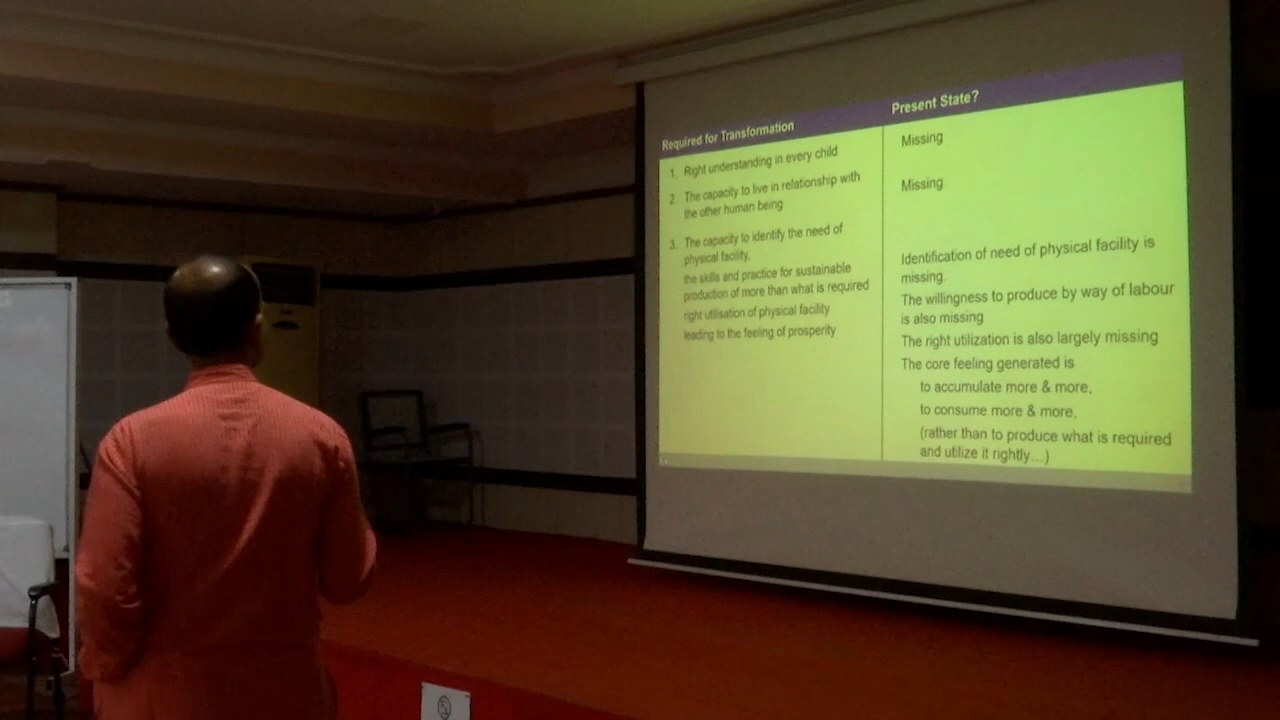 Required for Transformation
Present State?
1. Right understanding in every child
Missing
2. The capacity to live in relationship with
the other human being
Missing
3. The capacity to identify the need of
physical facility,
the skills and practice for sustainable
production of more than what is required
right utilisation of physical facility
leading to the feeling of prosperity
Identification of need of physical facility is
missing.
The willingness to produce by way of labour
is also missing
The right utilization is also largely missing
The core feeling generated is
to accumulate more & more,
to consume more & more,
(rather than to produce what is required
and utilize it rightly…)